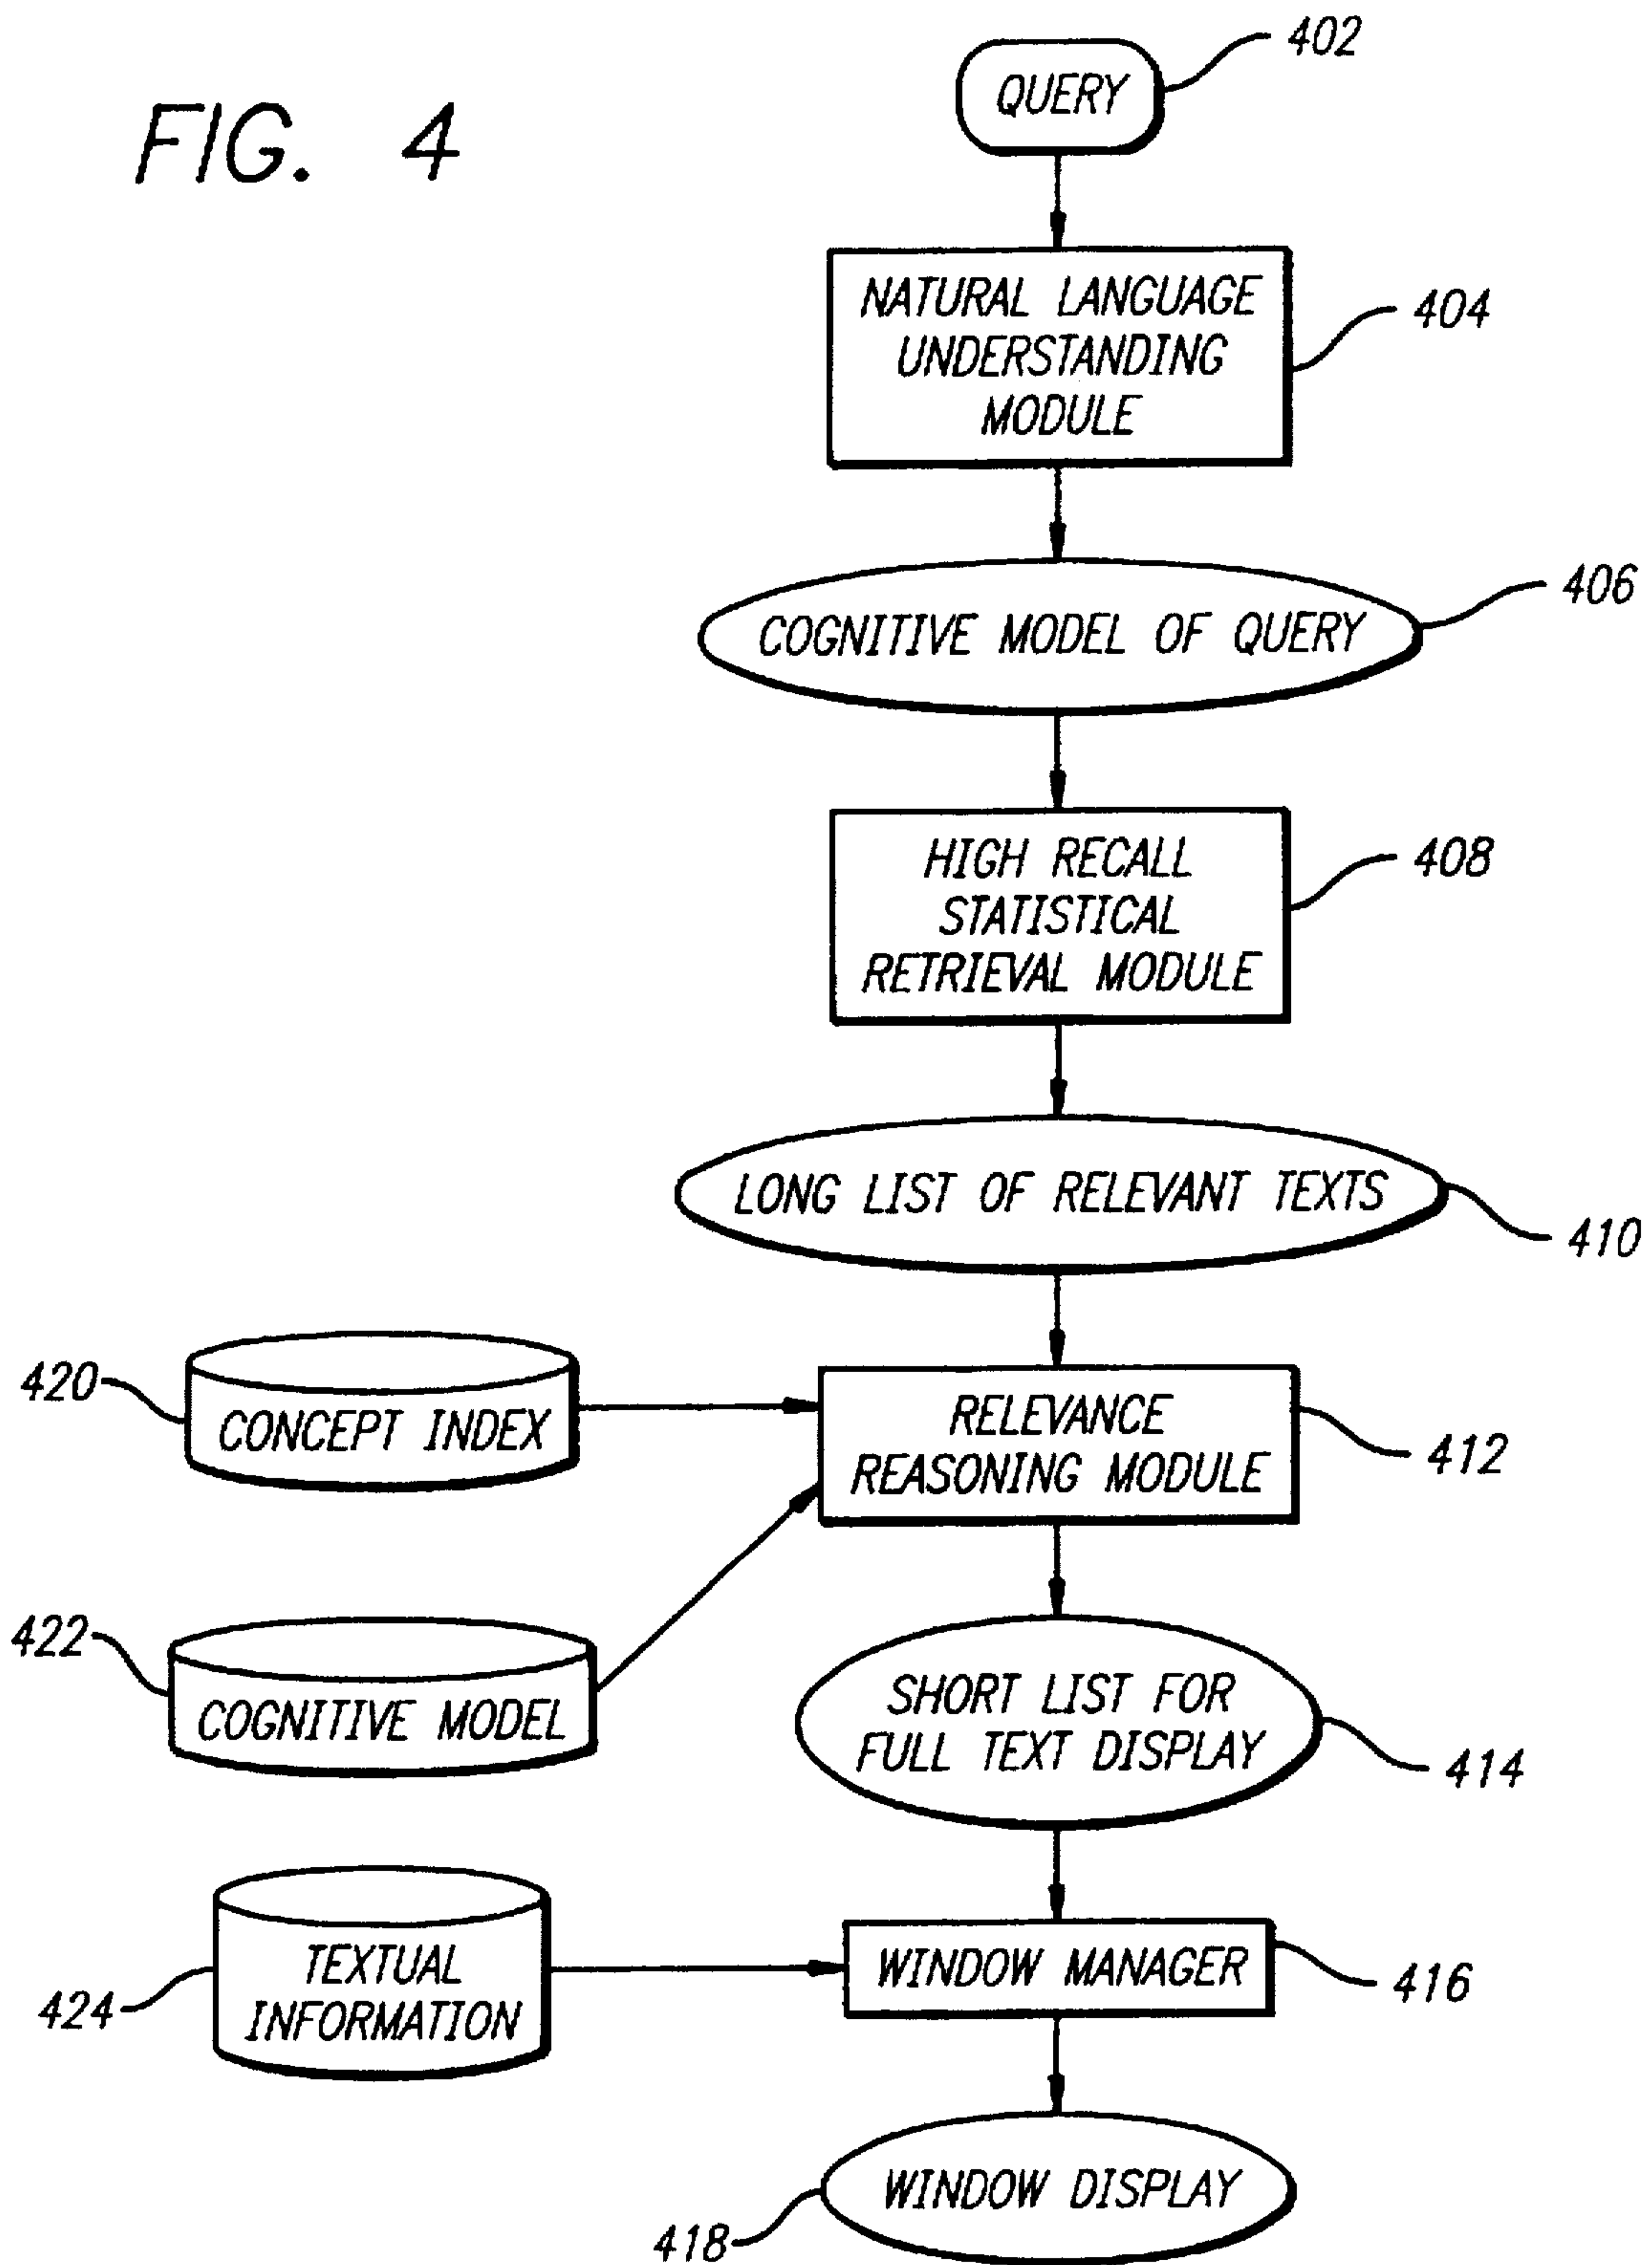 FIG. 4
QUERY
402
NATURAL LANGUAGE
UNDERSTANDING
MODULE
404
COGNITIVE MODEL OF QUERY
406
HIGH RECALL
STATISTICAL
RETRIEVAL MODULE
408
LONG LIST OF RELEVANT TEXTS
410
420
CONCEPT INDEX
RELEVANCE
REASONING MODULE
412
422
COGNITIVE MODEL
SHORT LIST FOR
FULL TEXT DISPLAY
414
424
TEXTUAL
INFORMATION
WINDOW MANAGER
416
WINDOW DISPLAY
418